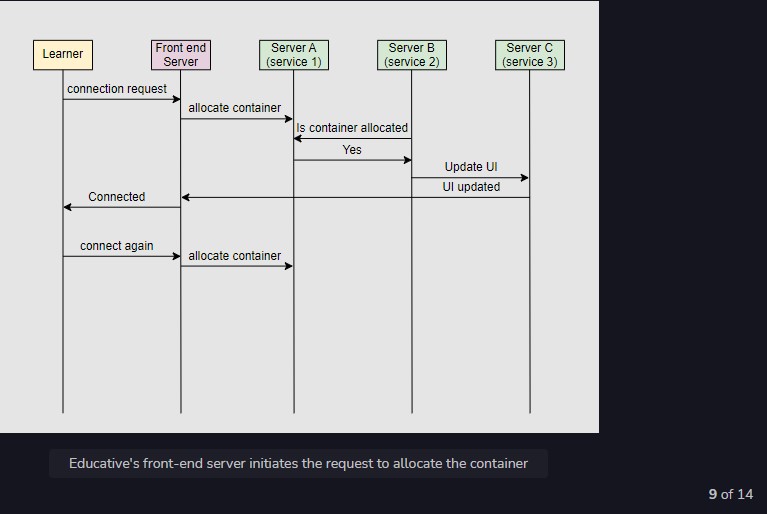 Learner
Front end
Server
Server A
(service 1)
Server B
(service 2)
Server C
(service 3)
connection request
allocate container
Is container allocated
Yes
Update UI
UI updated
Connected
connect again
allocate container
Educative's front-end server initiates the request to allocate the container
9 of 14